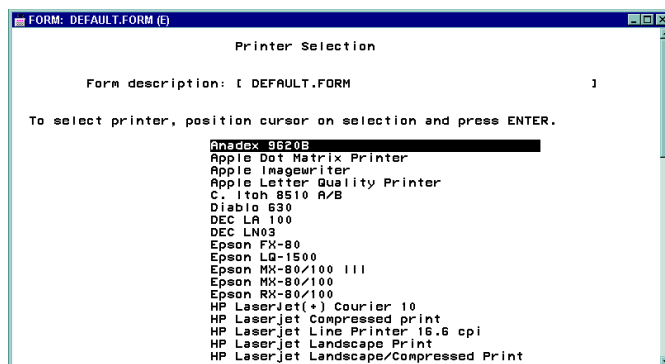 FORM: DEFAULT.FORM (E)
Printer Selection
Form description: [ DEFAULT.FORM ]
To select printer, position cursor on selection and press ENTER.
Anadex 9620B
Apple Dot Matrix Printer
Apple Imagewriter
Apple Letter Quality Printer
C. Itoh 8510 A/B
Diablo 630
DEC LA 100
DEC LN03
Epson FX-80
Epson LQ-1500
Epson MX-80/100 III
Epson MX-80/100
Epson RX-80/100
HP LaserJet(+) Courier 10
HP Laserjet Compressed print
HP Laserjet Line Printer 16.6 cpi
HP Laserjet Landscape Print
HP Laserjet Landscape/Compressed Print